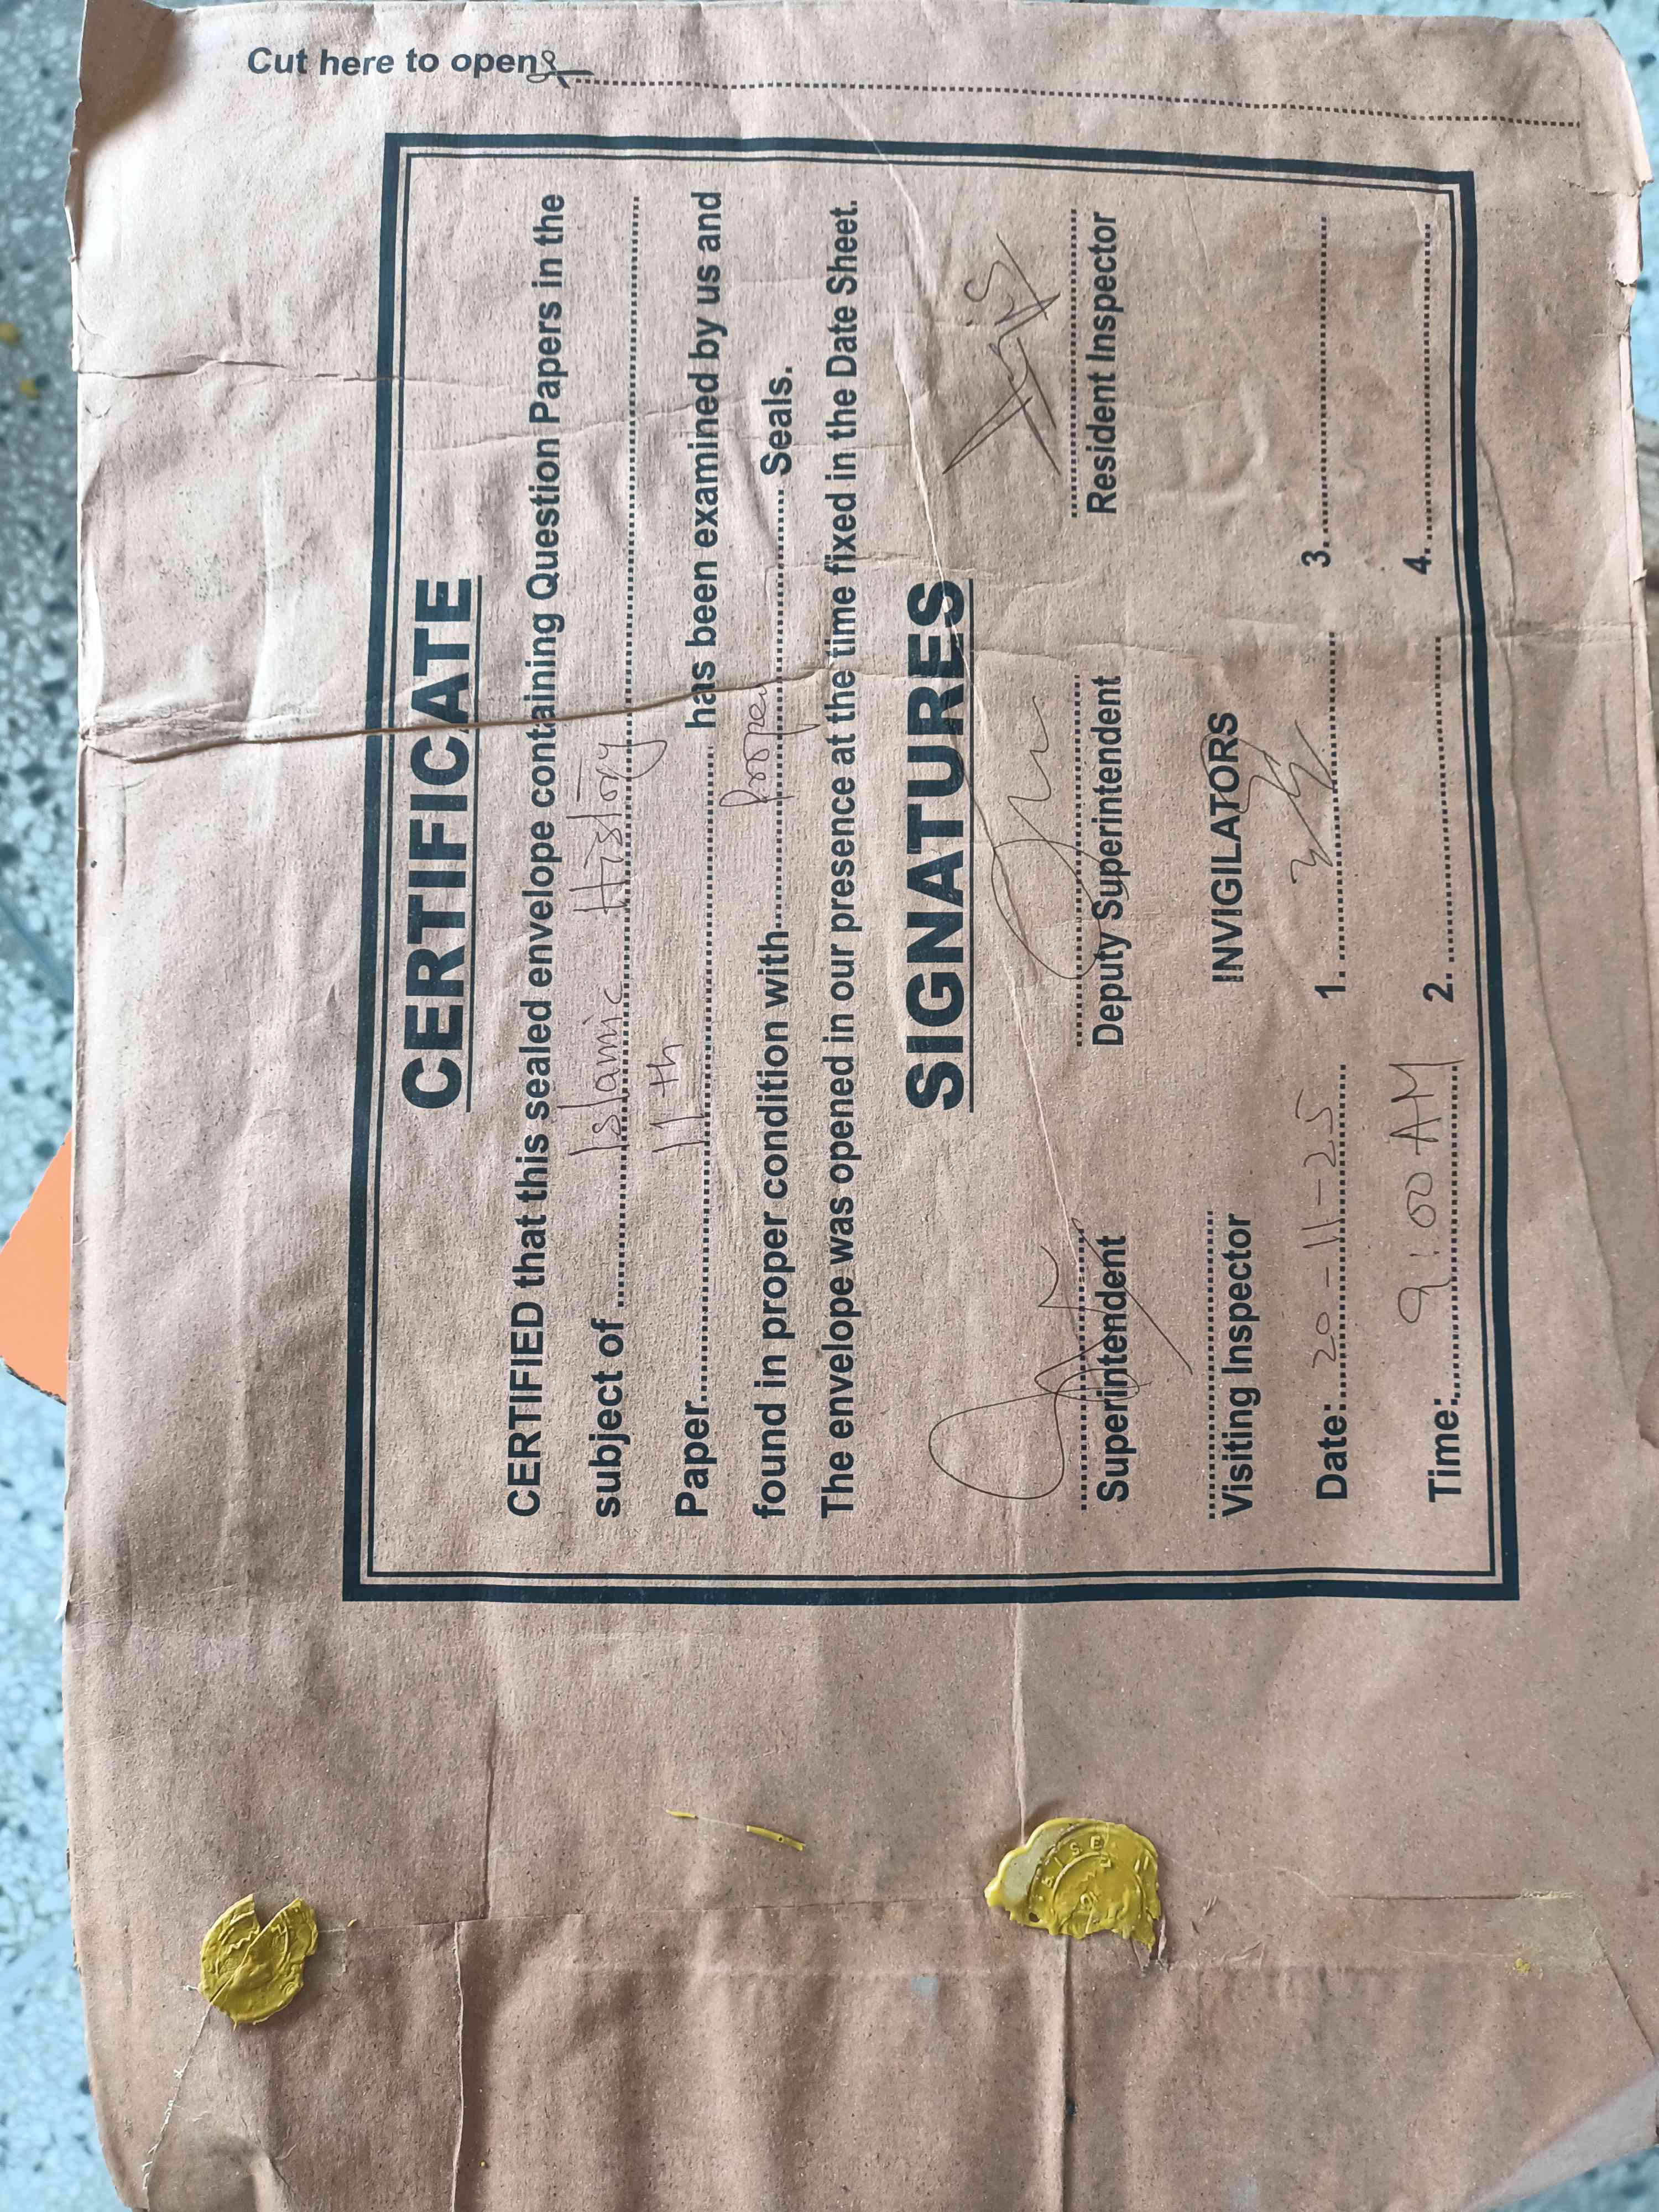 Cut here to open
CERTIFICATE
CERTIFIED that this sealed envelope containing Question Papers in the
subject of ........ Islamic History ........
Paper........ 11th ........ has been examined by us and
found in proper condition with........ Proper ........ Seals.
The envelope was opened in our presence at the time fixed in the Date Sheet.
SIGNATURES
Superintendent Deputy Superintendent Resident Inspector
Visiting Inspector INVIGILATORS
Date:........ 20-11-25 ........ 1......... 3.........
Time:........ 9:00 AM ........ 2. ........ 4.........